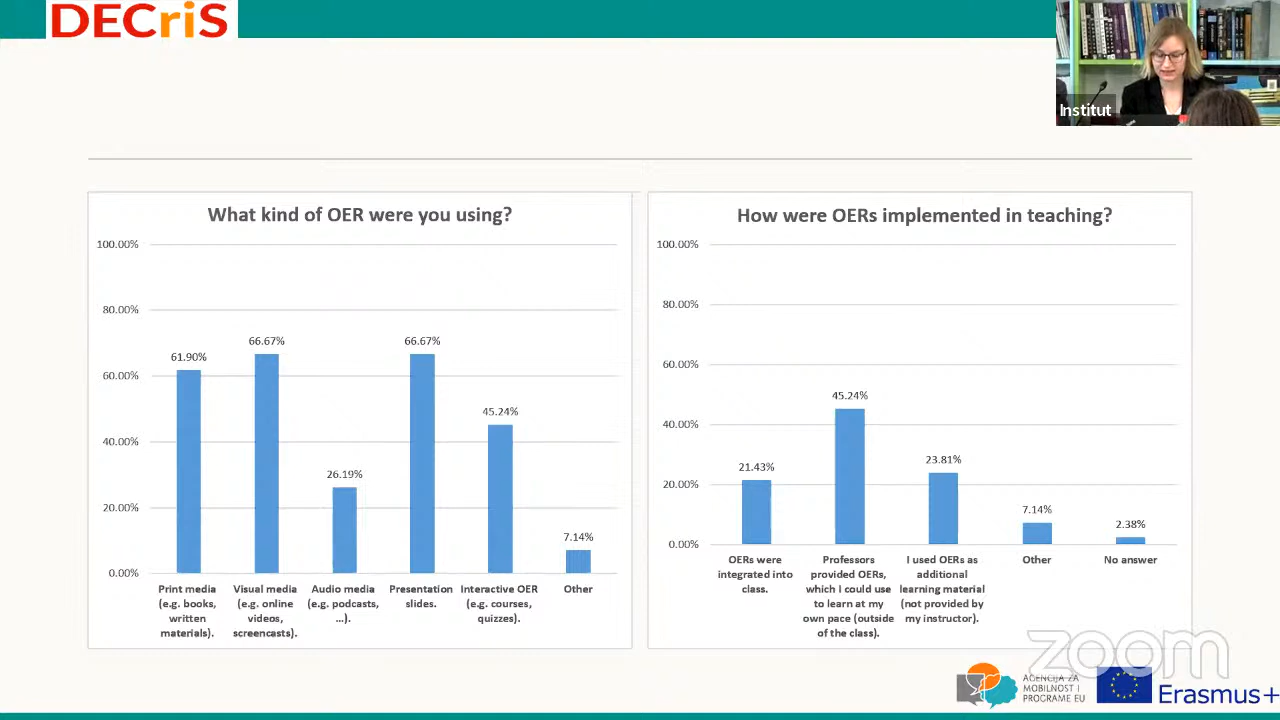 DECriS
Institut
What kind of OER were you using?
100.00%
80.00%
60.00%
40.00%
20.00%
0.00%
61.90%
66.67%
26.19%
66.67%
45.24%
7.14%
Print media
(e.g. books,
written
materials).
Visual media
(e.g. online
videos,
screencasts).
Audio media
(e.g. podcasts,
...).
Presentation
slides.
Interactive OER
(e.g. courses,
quizzes).
Other
How were OERs implemented in teaching?
100.00%
80.00%
60.00%
40.00%
20.00%
0.00%
21.43%
45.24%
23.81%
7.14%
2.38%
OERs were
integrated into
class.
Professors
provided OERs,
which I could use
to learn at my
own pace (outside
of the class).
I used OERs as
additional
learning material
(not provided by
my instructor).
Other
No answer
zoom
AGENCIJA ZA
MOBILNOST I
PROGRAME EU
Erasmus+